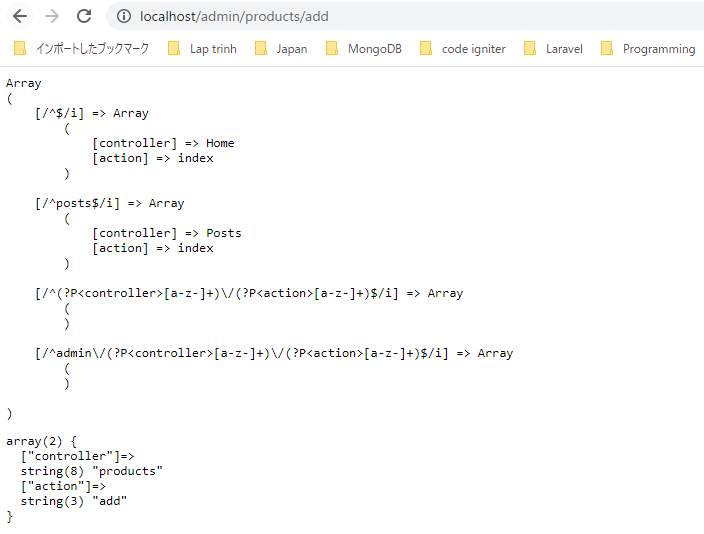 localhost/admin/products/add
インポートしたブックマーク Lap trinh Japan MongoDB code igniter Laravel Programming
Array
(
    [/^$/i] => Array
        (
            [controller] => Home
            [action] => index
        )

    [/^posts$/i] => Array
        (
            [controller] => Posts
            [action] => index
        )

    [/^(?P<controller>[a-z-]+)\/(?P<action>[a-z-]+)$/i] => Array
        (
        )

    [/^admin\/(?P<controller>[a-z-]+)\/(?P<action>[a-z-]+)$/i] => Array
        (
        )

)
array(2) {
  ["controller"]=>
  string(8) "products"
  ["action"]=>
  string(3) "add"
}